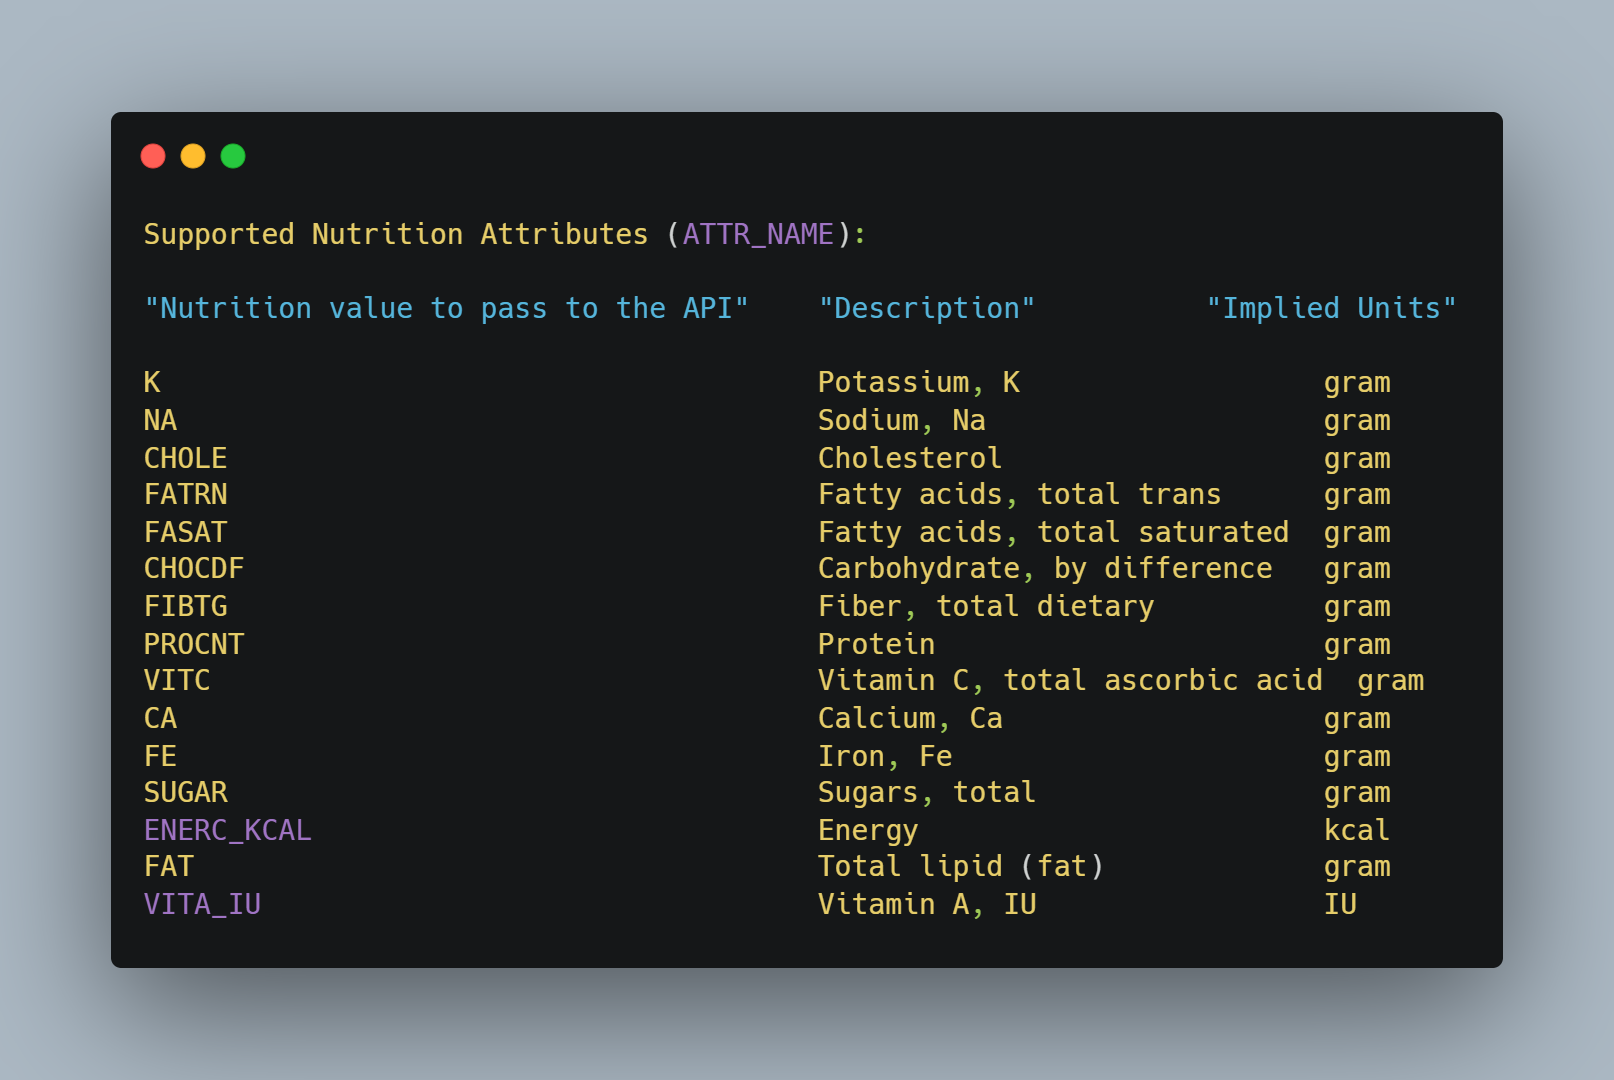 Supported Nutrition Attributes (ATTR_NAME):
"Nutrition value to pass to the API" "Description" "Implied Units"
K Potassium, K gram
NA Sodium, Na gram
CHOLE Cholesterol gram
FATRN Fatty acids, total trans gram
FASAT Fatty acids, total saturated gram
CHOCDF Carbohydrate, by difference gram
FIBTG Fiber, total dietary gram
PROCNT Protein gram
VITC Vitamin C, total ascorbic acid gram
CA Calcium, Ca gram
FE Iron, Fe gram
SUGAR Sugars, total gram
ENERC_KCAL Energy kcal
FAT Total lipid (fat) gram
VITA_IU Vitamin A, IU IU